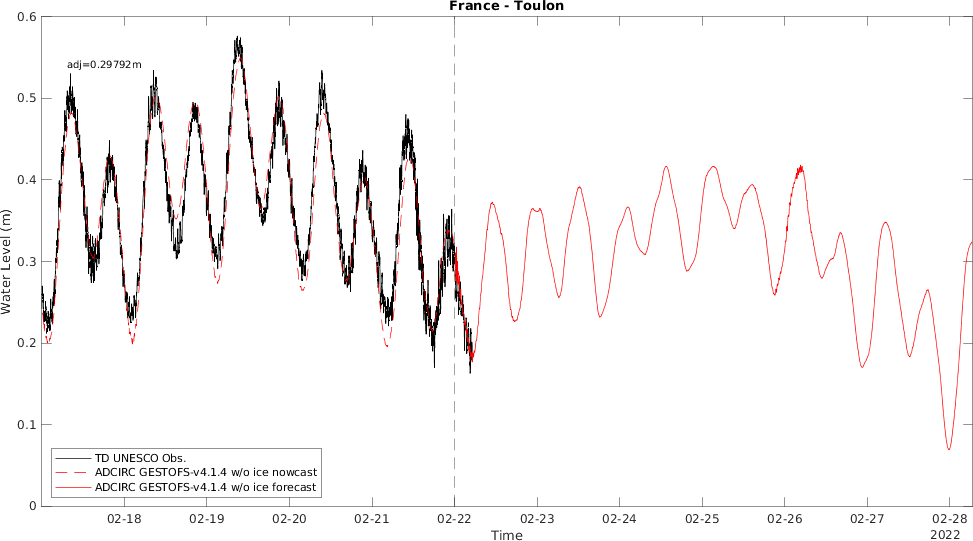 France - Toulon
adj=0.29792m
Water Level (m)
0.6
0.5
0.4
0.3
0.2
0.1
0
TD UNESCO Obs.
ADCIRC GESTOFS-v4.1.4 w/o ice nowcast
ADCIRC GESTOFS-v4.1.4 w/o ice forecast
02-18 02-19 02-20 02-21 02-22 02-23 02-24 02-25 02-26 02-27 02-28
Time
2022